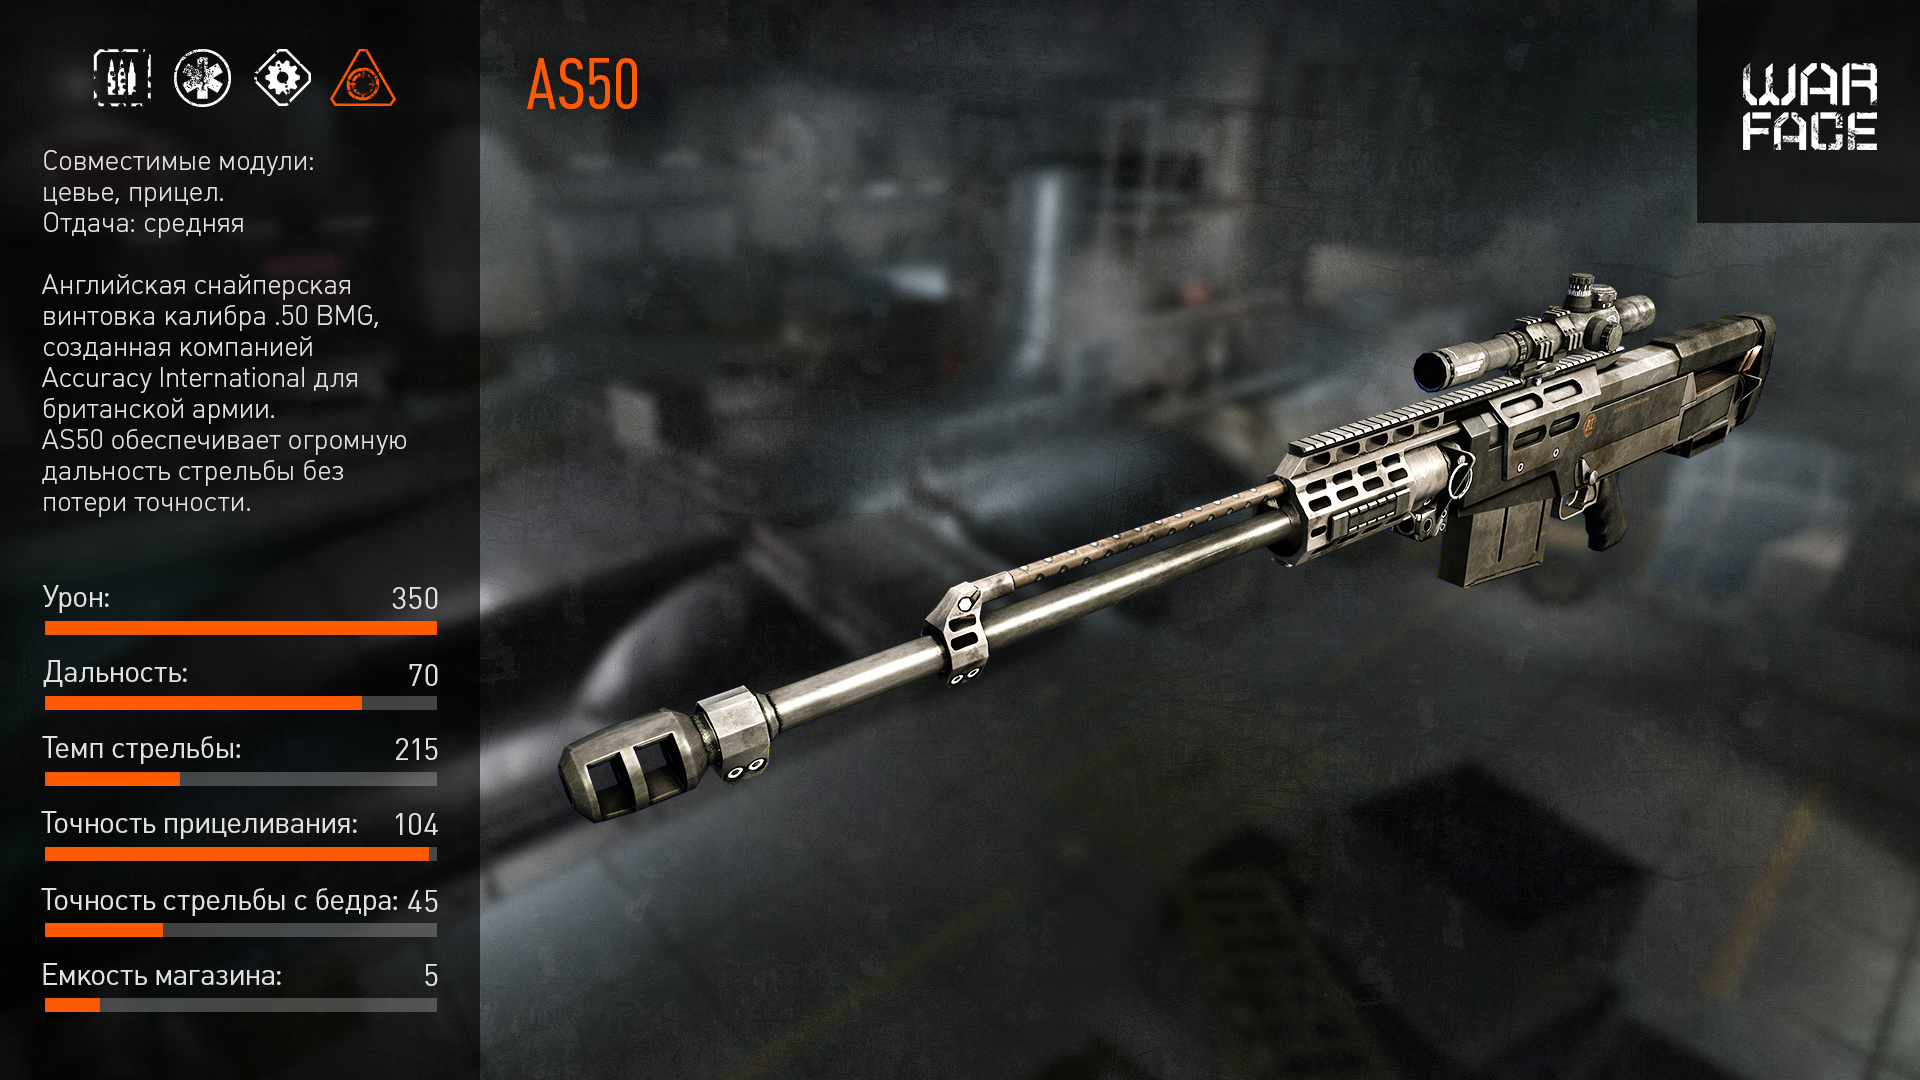 AS50
WAR
FACE
Совместимые модули:
цевье, прицел.
Отдача: средняя
Английская снайперская
винтовка калибра .50 BMG,
созданная компанией
Accuracy International для
британской армии.
AS50 обеспечивает огромную
дальность стрельбы без
потери точности.
Урон: 350
Дальность: 70
Темп стрельбы: 215
Точность прицеливания: 104
Точность стрельбы с бедра: 45
Емкость магазина: 5